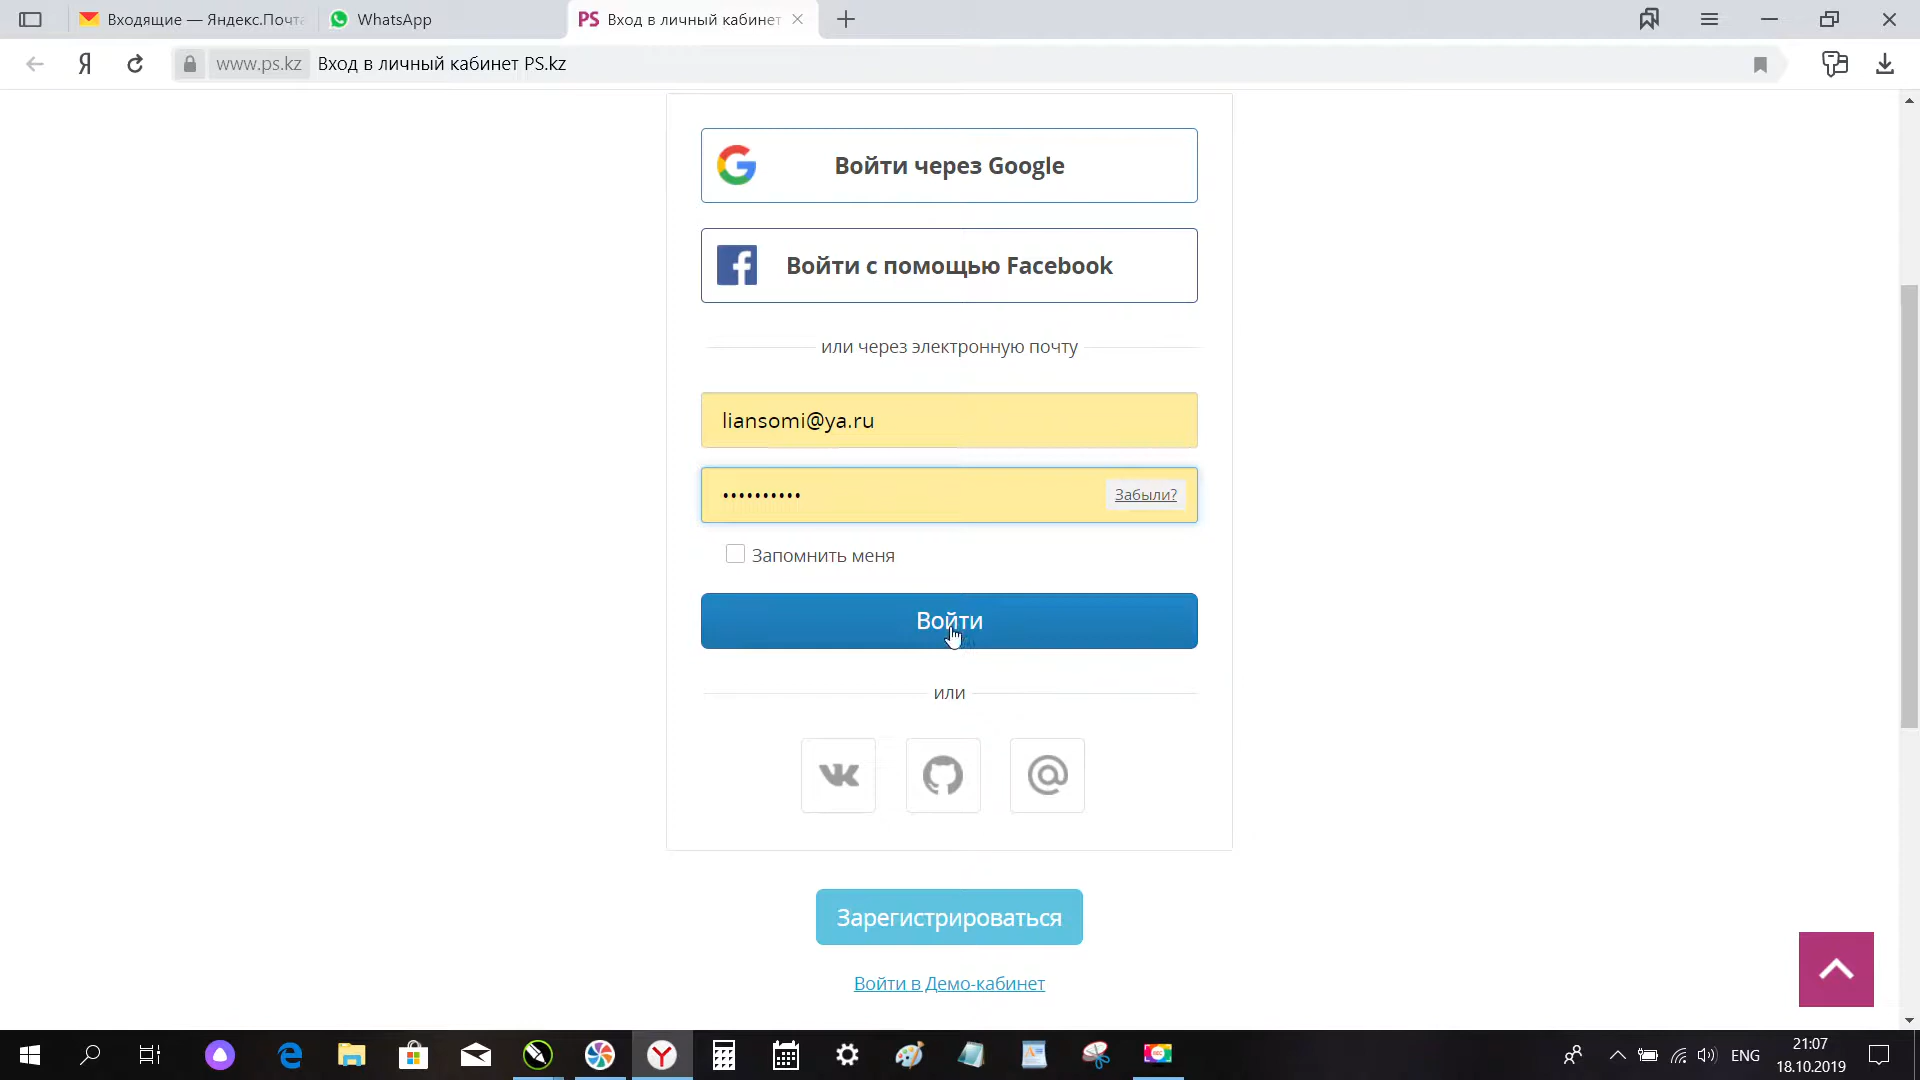 Входящие — Яндекс.Почта
WhatsApp
PS Вход в личный кабинет
Я
www.ps.kz Вход в личный кабинет PS.kz
Войти через Google
Войти с помощью Facebook
или через электронную почту
liansomi@ya.ru
•••••••••• Забыли?
Запомнить меня
Войти
или
Зарегистрироваться
Войти в Демо-кабинет
ENG
21:07
18.10.2019